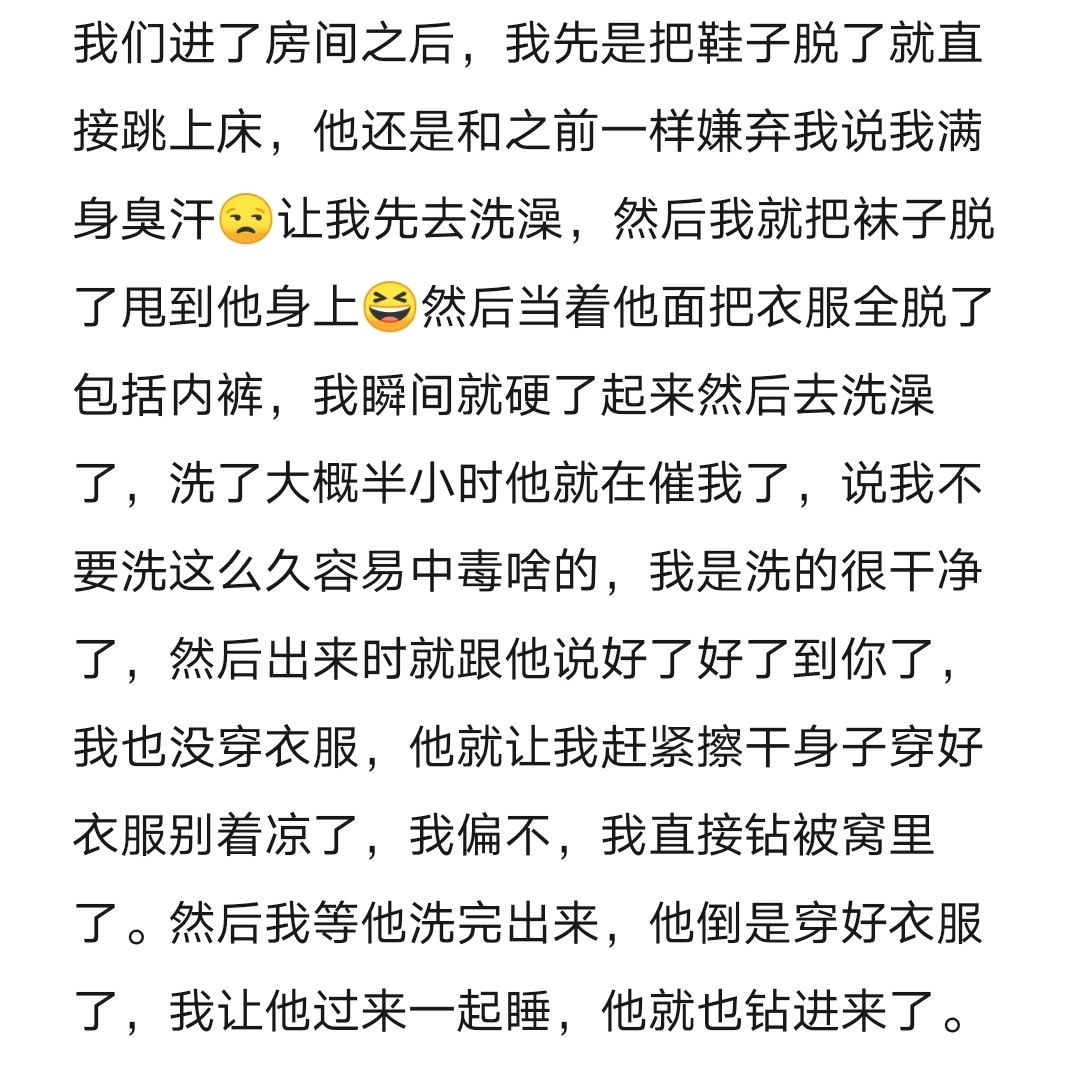 我们进了房间之后，我先是把鞋子脱了就直
接跳上床，他还是和之前一样嫌弃我说我满
身臭汗😒让我先去洗澡，然后我就把袜子脱
了甩到他身上😆然后当着他面把衣服全脱了
包括内裤，我瞬间就硬了起来然后去洗澡
了，洗了大概半小时他就在催我了，说我不
要洗这么久容易中毒啥的，我是洗的很干净
了，然后出来时就跟他说好了好了到你了，
我也没穿衣服，他就让我赶紧擦干身子穿好
衣服别着凉了，我偏不，我直接钻被窝里
了。然后我等他洗完出来，他倒是穿好衣服
了，我让他过来一起睡，他就也钻进来了。